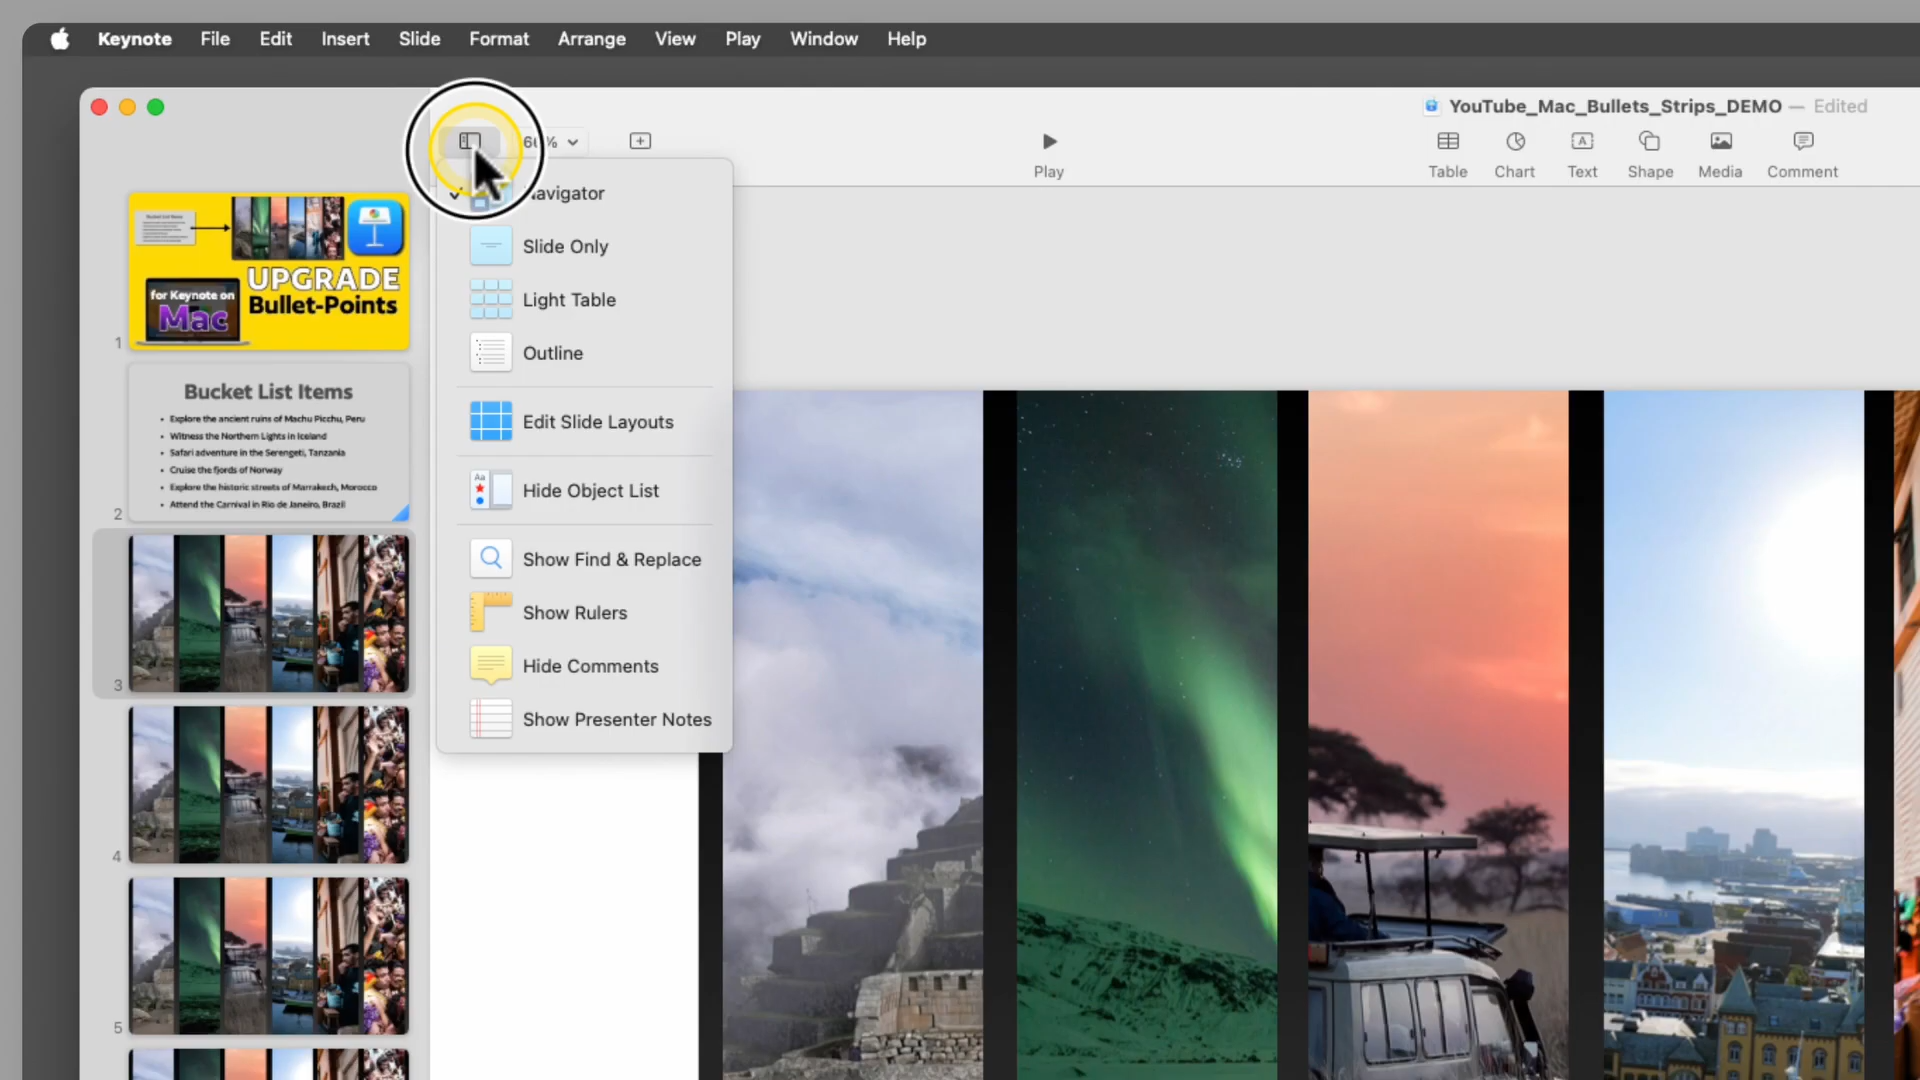 Keynote File Edit Insert Slide Format Arrange View Play Window Help
YouTube_Mac_Bullets_Strips_DEMO — Edited
Play
Table Chart Text Shape Media Comment
Slide Only
Light Table
Outline
Edit Slide Layouts
Hide Object List
Show Find & Replace
Show Rulers
Hide Comments
Show Presenter Notes
UPGRADE
Bullet-Points
for Keynote on
Mac
1
Bucket List Items
• Explore the ancient ruins of Machu Picchu, Peru
• Witness the Northern Lights in Iceland
• Safari adventure in the Serengeti, Tanzania
• Cruise the fjords of Norway
• Explore the historic streets of Marrakech, Morocco
• Attend the Carnival in Rio de Janeiro, Brazil
2
3
4
5